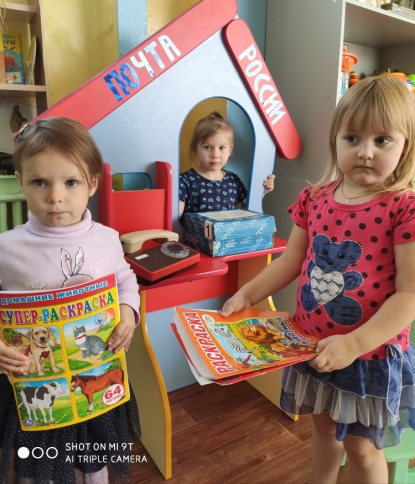 ПОЧТА
РОССИИ
ДОМАШНИЕ ЖИВОТНЫЕ
СУПЕР-РАСКРАСКА
64
РАСКРАСКА
SHOT ON MI 9T
AI TRIPLE CAMERA